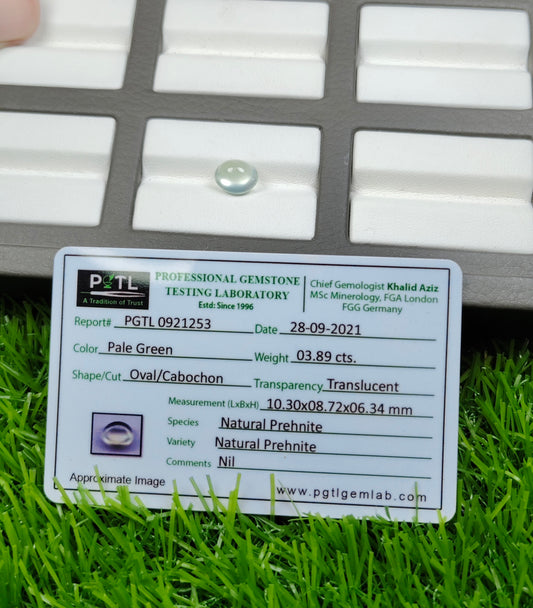 PGTL
A Tradition of Trust
PROFESSIONAL GEMSTONE
TESTING LABORATORY
Estd: Since 1996
Chief Gemologist Khalid Aziz
MSc Minerology, FGA London
FGG Germany
Report# PGTL 0921253 Date 28-09-2021
Color Pale Green Weight 03.89 cts.
Shape/Cut Oval/Cabochon Transparency Translucent
Measurement (LxBxH) 10.30x08.72x06.34 mm
Species Natural Prehnite
Variety Natural Prehnite
Comments Nil
Approximate Image
www.pgtlgemlab.com